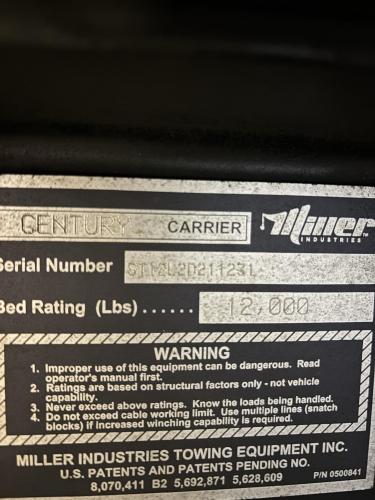 CENTURY CARRIER Miller
INDUSTRIES
Serial Number
Bed Rating (Lbs)..... 12,000
WARNING
1. Improper use of this equipment can be dangerous. Read
operator's manual first.
2. Ratings are based on structural factors only - not vehicle
capability.
3. Never exceed above ratings. Know the loads being handled.
4. Do not exceed cable working limit. Use multiple lines (snatch
blocks) if increased winching capability is required.
MILLER INDUSTRIES TOWING EQUIPMENT INC.
U.S. PATENTS AND PATENTS PENDING NO.
8,070,411 B2 5,692,871 5,628,609 P/N 0500841